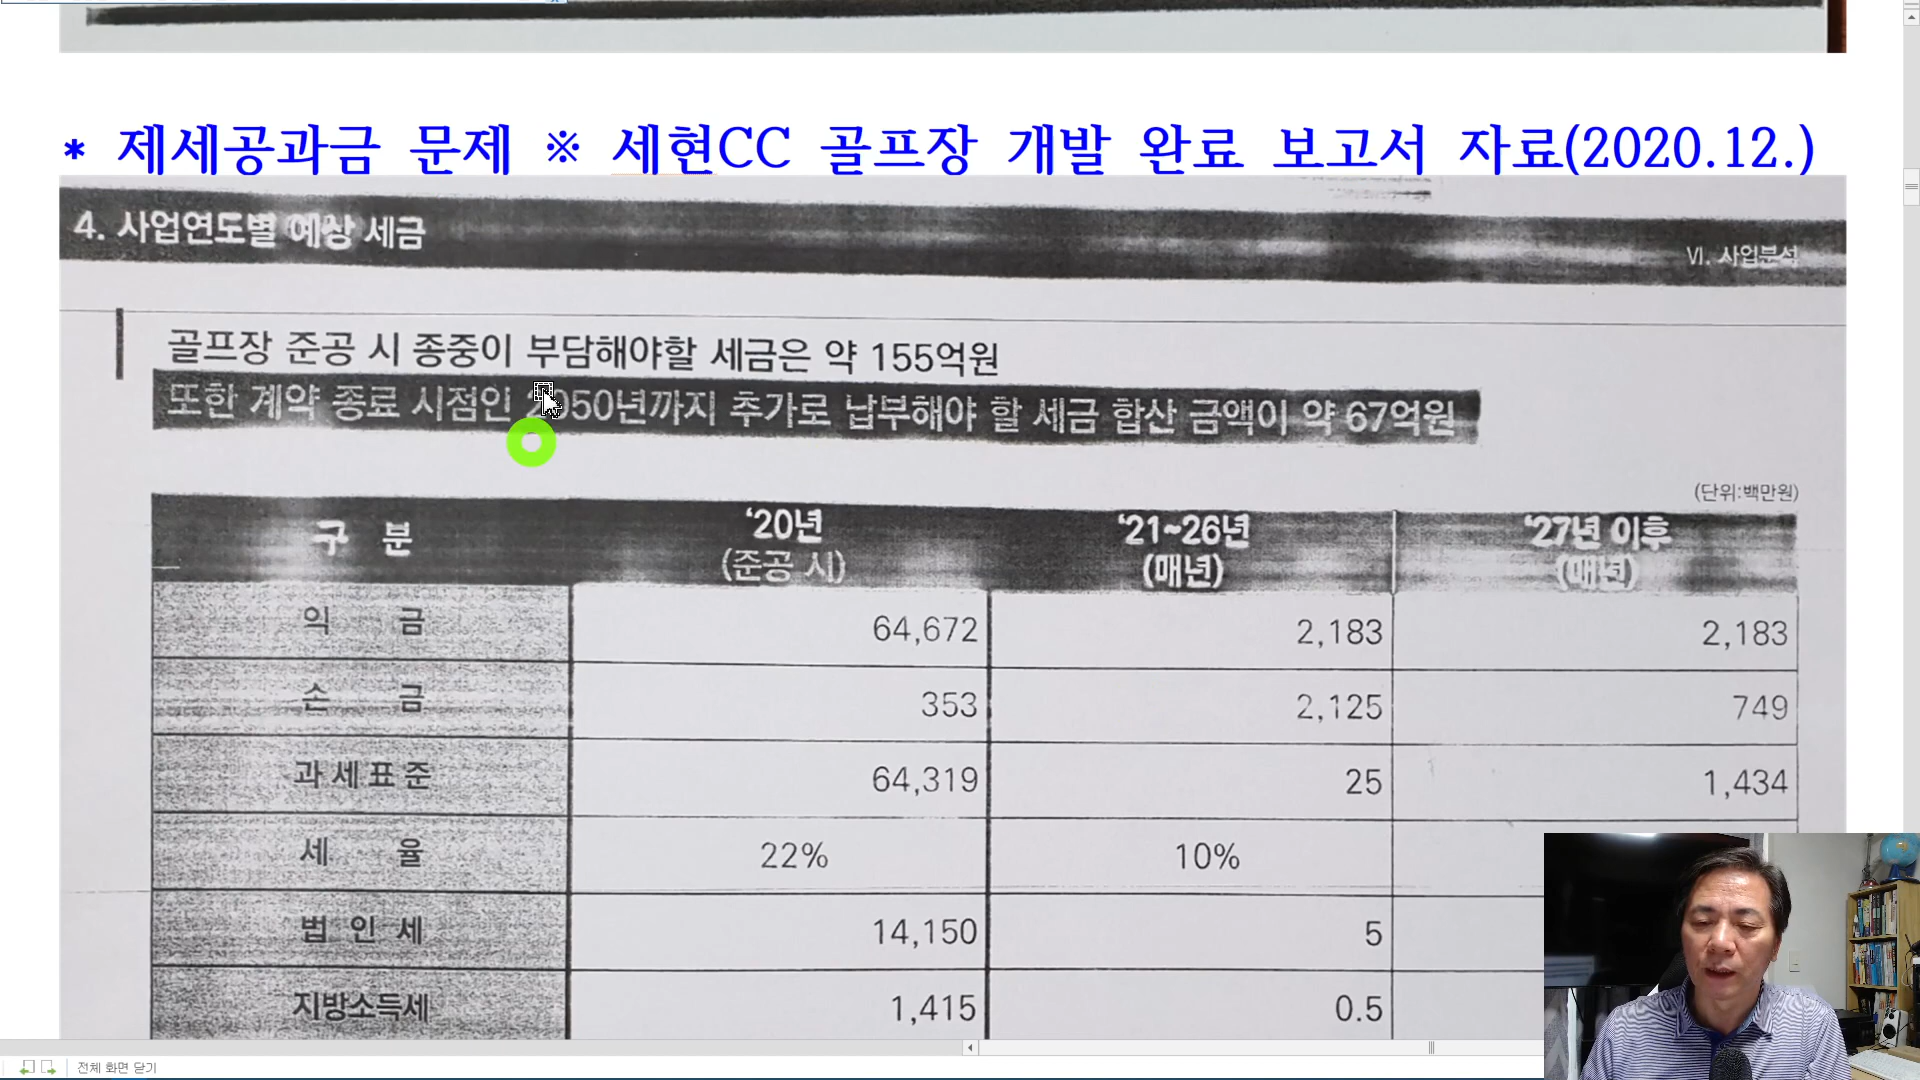 * 제세공과금 문제 ※ 세현CC 골프장 개발 완료 보고서 자료(2020.12.)
4. 사업연도별 예상 세금
Ⅵ. 사업분석
골프장 준공 시 종중이 부담해야할 세금은 약 155억원
또한 계약 종료 시점인 2050년까지 추가로 납부해야 할 세금 합산 금액이 약 67억원
(단위:백만원)
구 분 '20년 (준공 시) '21~26년 (매년) '27년 이후 (매년)
익 금 64,672 2,183 2,183
손 금 353 2,125 749
과세표준 64,319 25 1,434
세 율 22% 10%
법 인 세 14,150 5
지방소득세 1,415 0.5
전체 화면 닫기